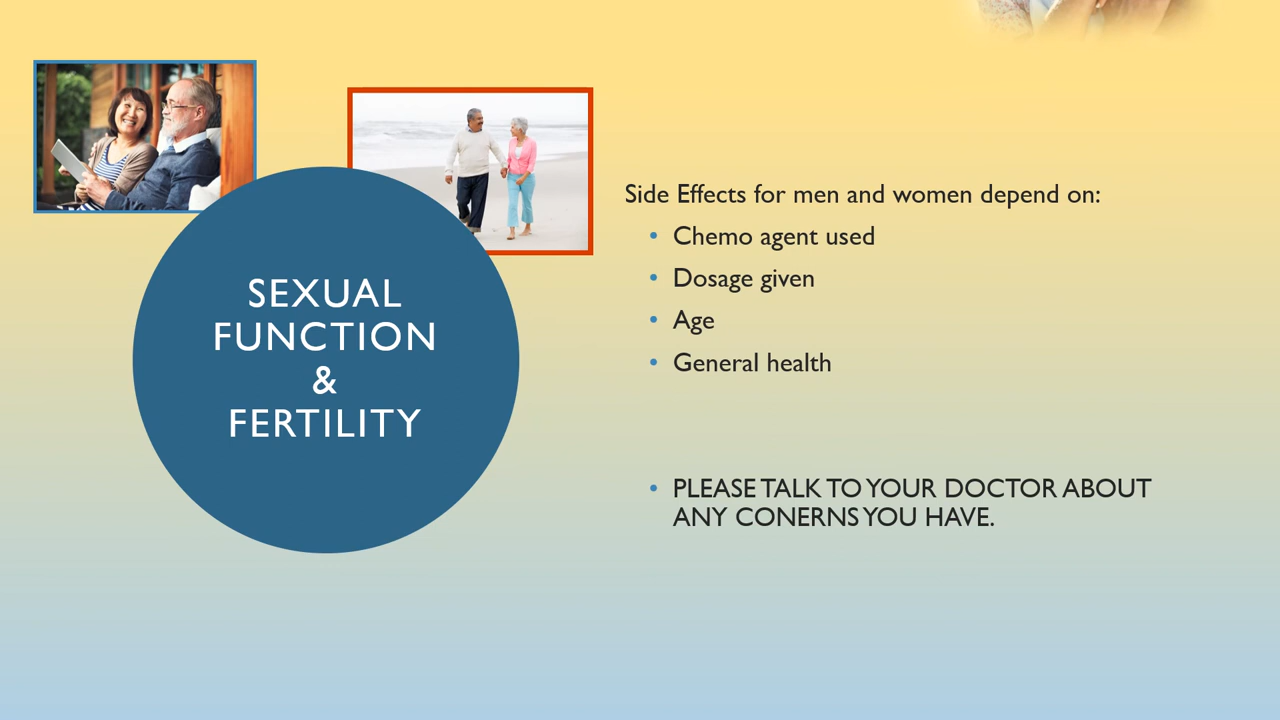 SEXUAL
FUNCTION
&
FERTILITY
Side Effects for men and women depend on:
• Chemo agent used
• Dosage given
• Age
• General health
• PLEASE TALK TO YOUR DOCTOR ABOUT
ANY CONERNS YOU HAVE.